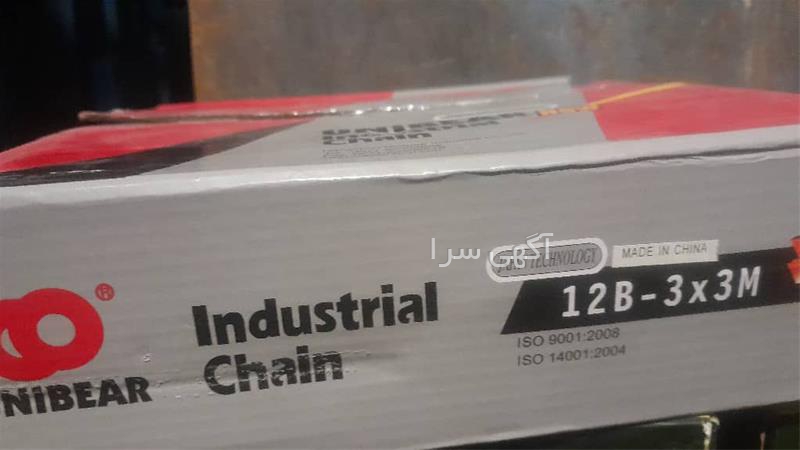 UNIBEAR
INDUSTRIAL
CHAIN
آگهی سرا
TECHNOLOGY
MADE IN CHINA
12B-3x3M
ISO 9001:2008
ISO 14001:2004
®
Industrial
Chain
NIBEAR